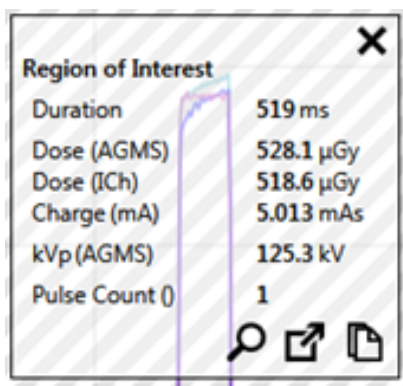 Region of Interest
Duration 519 ms
Dose (AGMS) 528.1 µGy
Dose (ICh) 518.6 µGy
Charge (mA) 5.013 mAs
kVp (AGMS) 125.3 kV
Pulse Count () 1